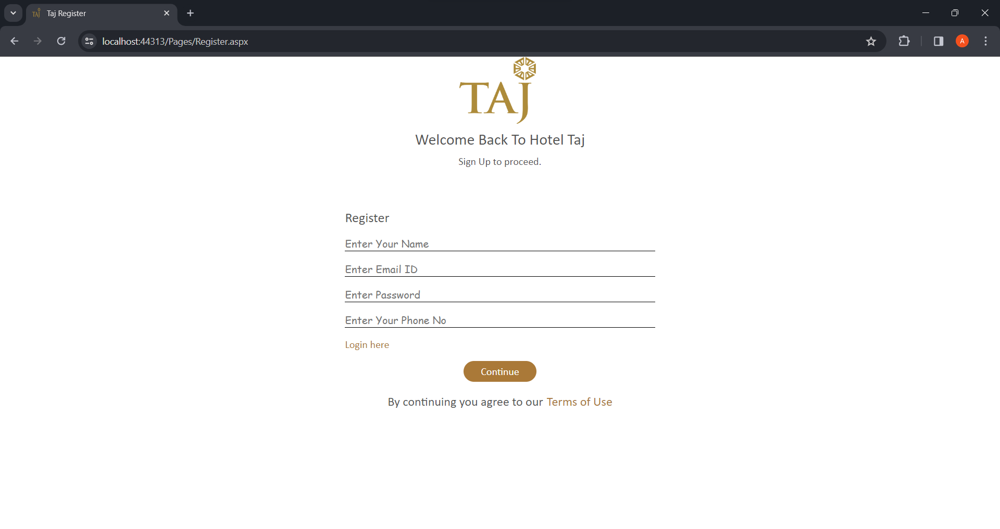 TAJ Taj Register
localhost:44313/Pages/Register.aspx
A
TAJ
Welcome Back To Hotel Taj
Sign Up to proceed.
Register
Enter Your Name
Enter Email ID
Enter Password
Enter Your Phone No
Login here
Continue
By continuing you agree to our Terms of Use